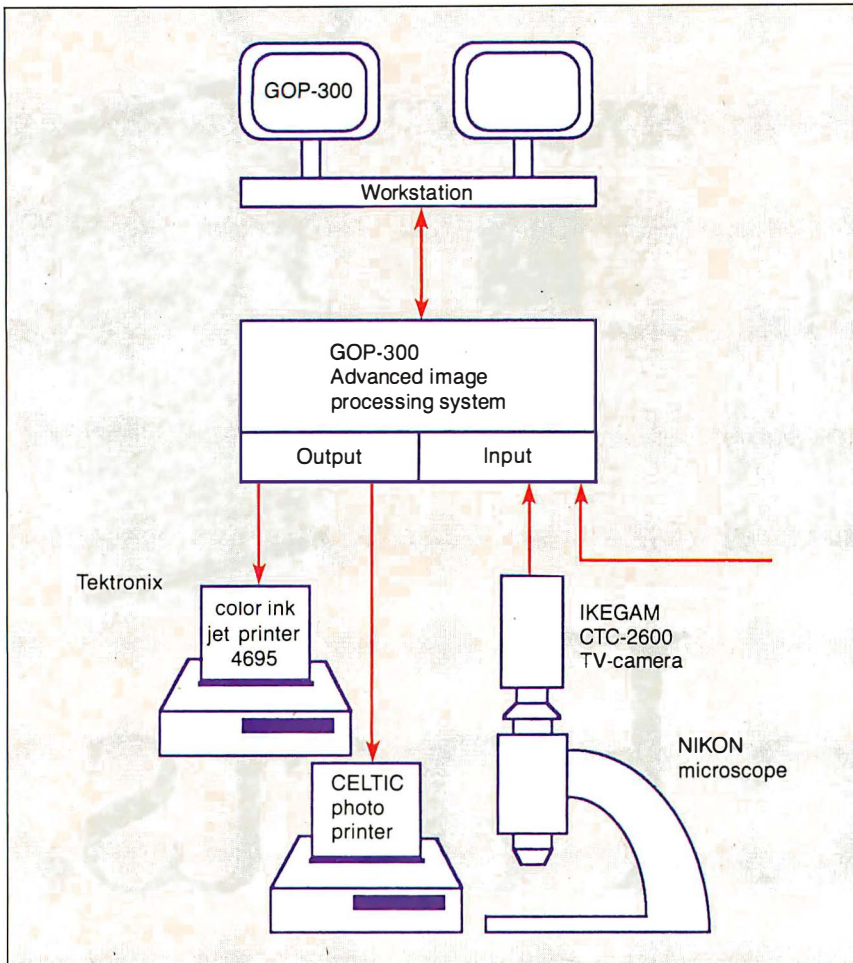 GOP-300
Workstation
GOP-300
Advanced image
processing system
Output
Input
Tektronix
color ink
jet printer
4695
IKEGAM
CTC-2600
TV-camera
NIKON
microscope
CELTIC
photo
printer